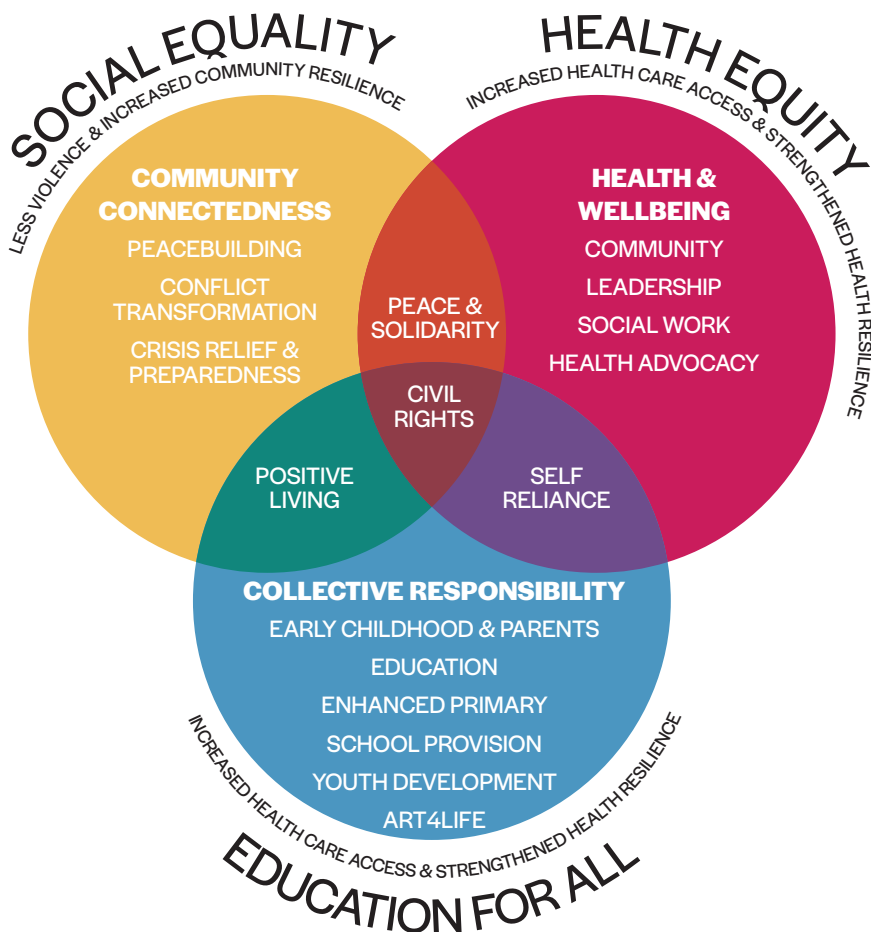 SOCIAL EQUALITY
LESS VIOLENCE & INCREASED COMMUNITY RESILIENCE
HEALTH EQUITY
INCREASED HEALTH CARE ACCESS & STRENGTHENED HEALTH RESILIENCE
COMMUNITY
CONNECTEDNESS
PEACEBUILDING
CONFLICT
TRANSFORMATION
CRISIS RELIEF &
PREPAREDNESS
HEALTH &
WELLBEING
COMMUNITY
LEADERSHIP
SOCIAL WORK
HEALTH ADVOCACY
PEACE &
SOLIDARITY
CIVIL
RIGHTS
POSITIVE
LIVING
SELF
RELIANCE
COLLECTIVE RESPONSIBILITY
EARLY CHILDHOOD & PARENTS
EDUCATION
ENHANCED PRIMARY
SCHOOL PROVISION
YOUTH DEVELOPMENT
ART4LIFE
INCREASED HEALTH CARE ACCESS & STRENGTHENED HEALTH RESILIENCE
EDUCATION FOR ALL